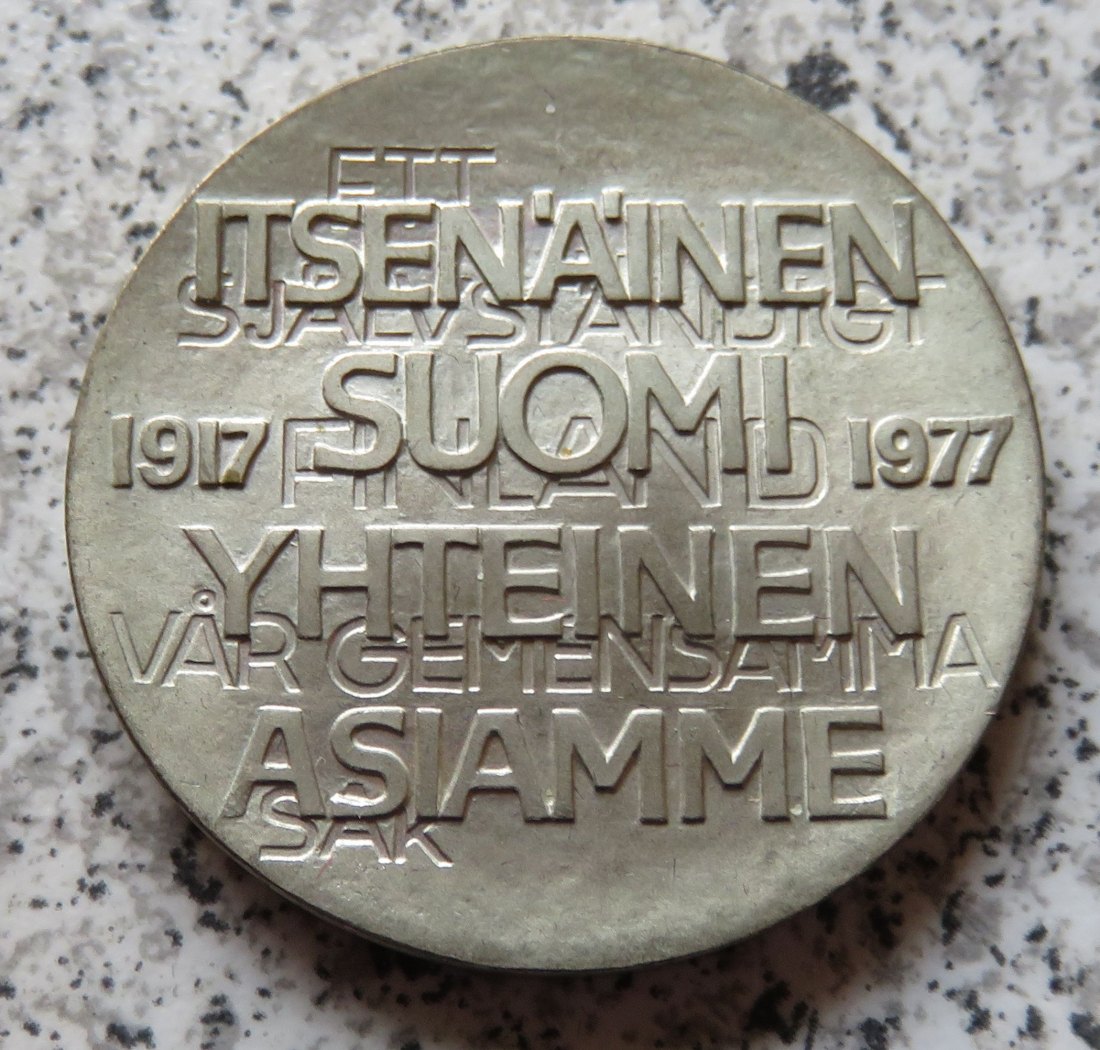 ETT
ITSENÄINEN
SJÄLVSTÄNDIGT
SUOMI
1917 FINLAND 1977
YHTEINEN
VÅR GEMENSAMMA
ASIAMME
SAK